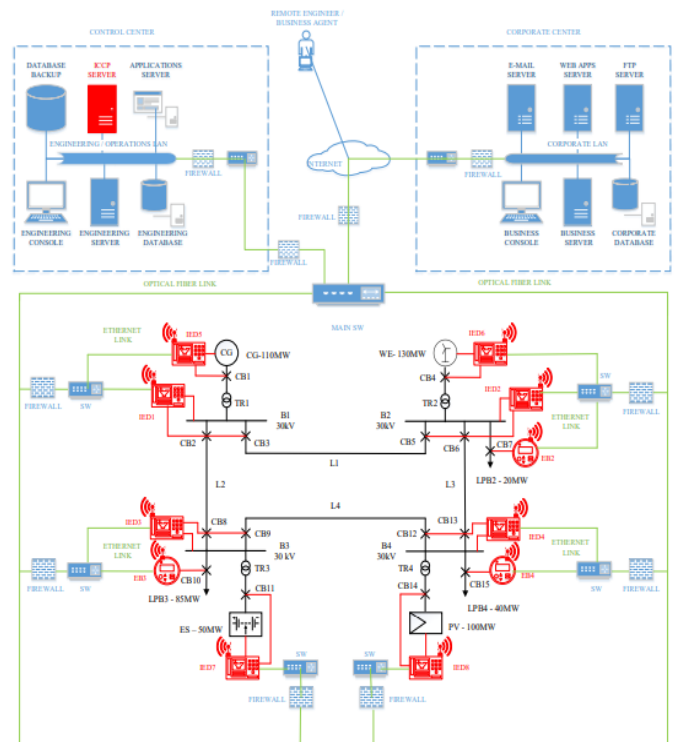 REMOTE ENGINEER /
BUSINESS AGENT
CONTROL CENTER
CORPORATE CENTER
DATABASE
BACKUP
ICCP
SERVER
APPLICATIONS
SERVER
E-MAIL
SERVER
WEB APPS
SERVER
FTP
SERVER
ENGINEERING / OPERATIONS LAN
FIREWALL
INTERNET
FIREWALL
CORPORATE LAN
ENGINEERING
CONSOLE
ENGINEERING
SERVER
ENGINEERING
DATABASE
FIREWALL
FIREWALL
BUSINESS
CONSOLE
BUSINESS
SERVER
CORPORATE
DATABASE
OPTICAL FIBER LINK
OPTICAL FIBER LINK
MAIN SW
ETHERNET
LINK
IED5
CG
CG-110MW
WE- 130MW
IED6
CB1
CB4
FIREWALL
SW
IED1
TR1
TR2
IED2
SW
FIREWALL
B1
30kV
B2
30kV
ETHERNET
LINK
CB2
CB3
CB5
CB6
CB7
EB2
L1
L2
L3
LPB2 - 20MW
L4
IED3
CB8
CB9
CB12
CB13
IED4
ETHERNET
LINK
ETHERNET
LINK
B3
30 kV
B4
30kV
FIREWALL
SW
EB3
CB10
TR3
TR4
CB15
EB4
SW
FIREWALL
CB11
CB14
LPB3 - 85MW
LPB4 - 40MW
ES - 50MW
PV - 100MW
IED7
SW
SW
IED8
FIREWALL
FIREWALL